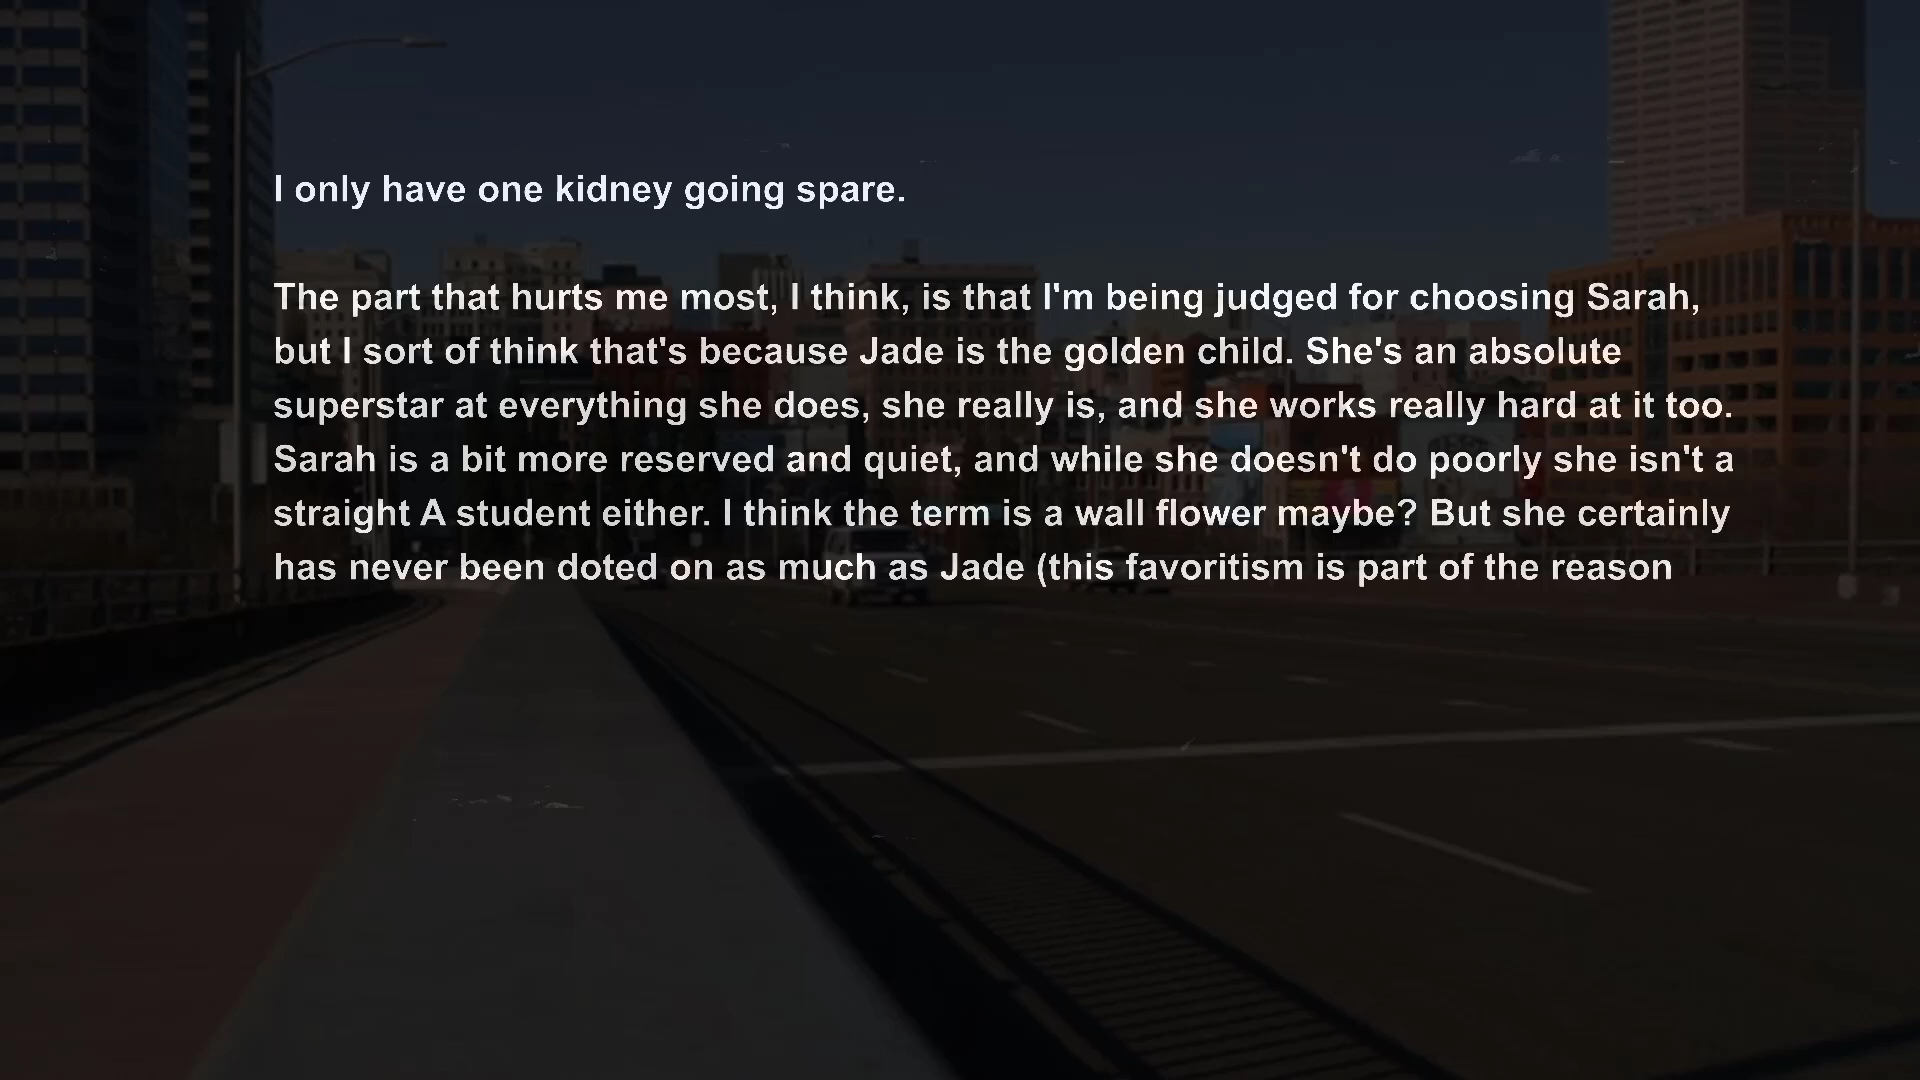 I only have one kidney going spare.
The part that hurts me most, I think, is that I'm being judged for choosing Sarah,
but I sort of think that's because Jade is the golden child. She's an absolute
superstar at everything she does, she really is, and she works really hard at it too.
Sarah is a bit more reserved and quiet, and while she doesn't do poorly she isn't a
straight A student either. I think the term is a wall flower maybe? But she certainly
has never been doted on as much as Jade (this favoritism is part of the reason